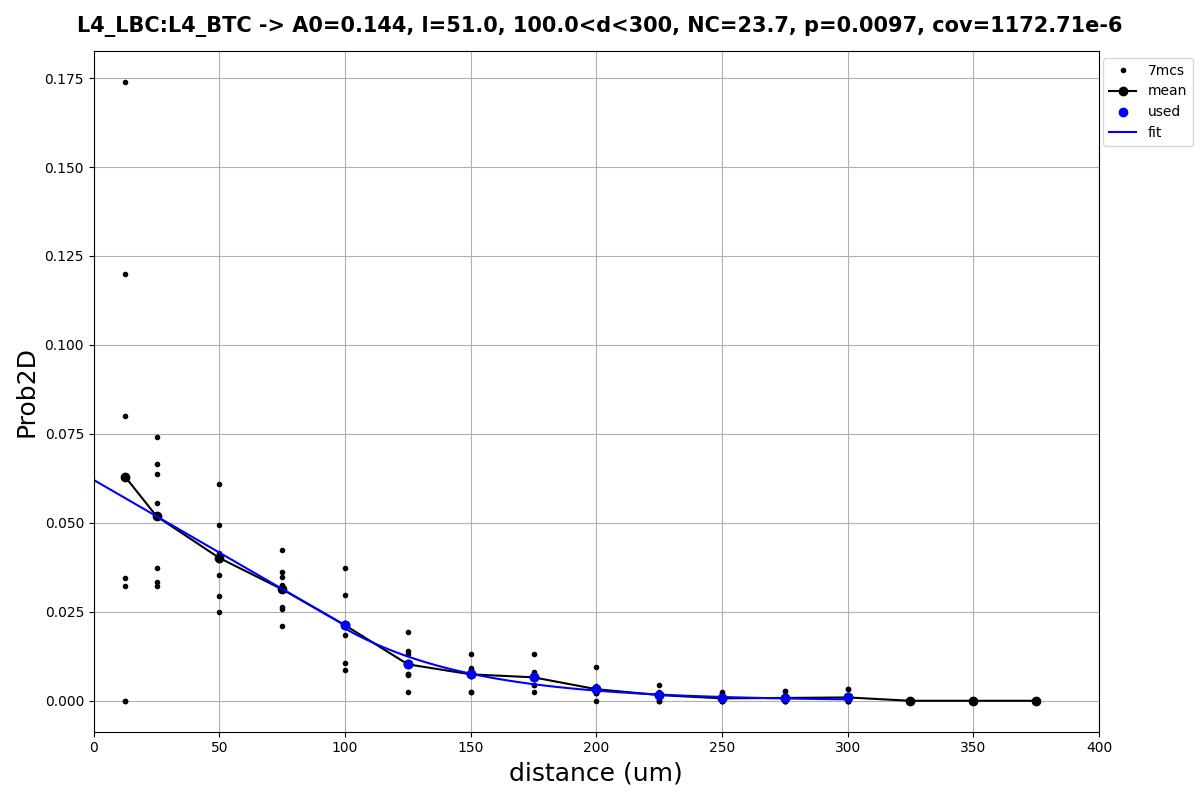 L4_LBC:L4_BTC -> A0=0.144, l=51.0, 100.0<d<300, NC=23.7, p=0.0097, cov=1172.71e-6
7mcs
mean
used
fit
0.175
0.150
0.125
0.100
0.075
0.050
0.025
0.000
Prob2D
0 50 100 150 200 250 300 350 400
distance (um)